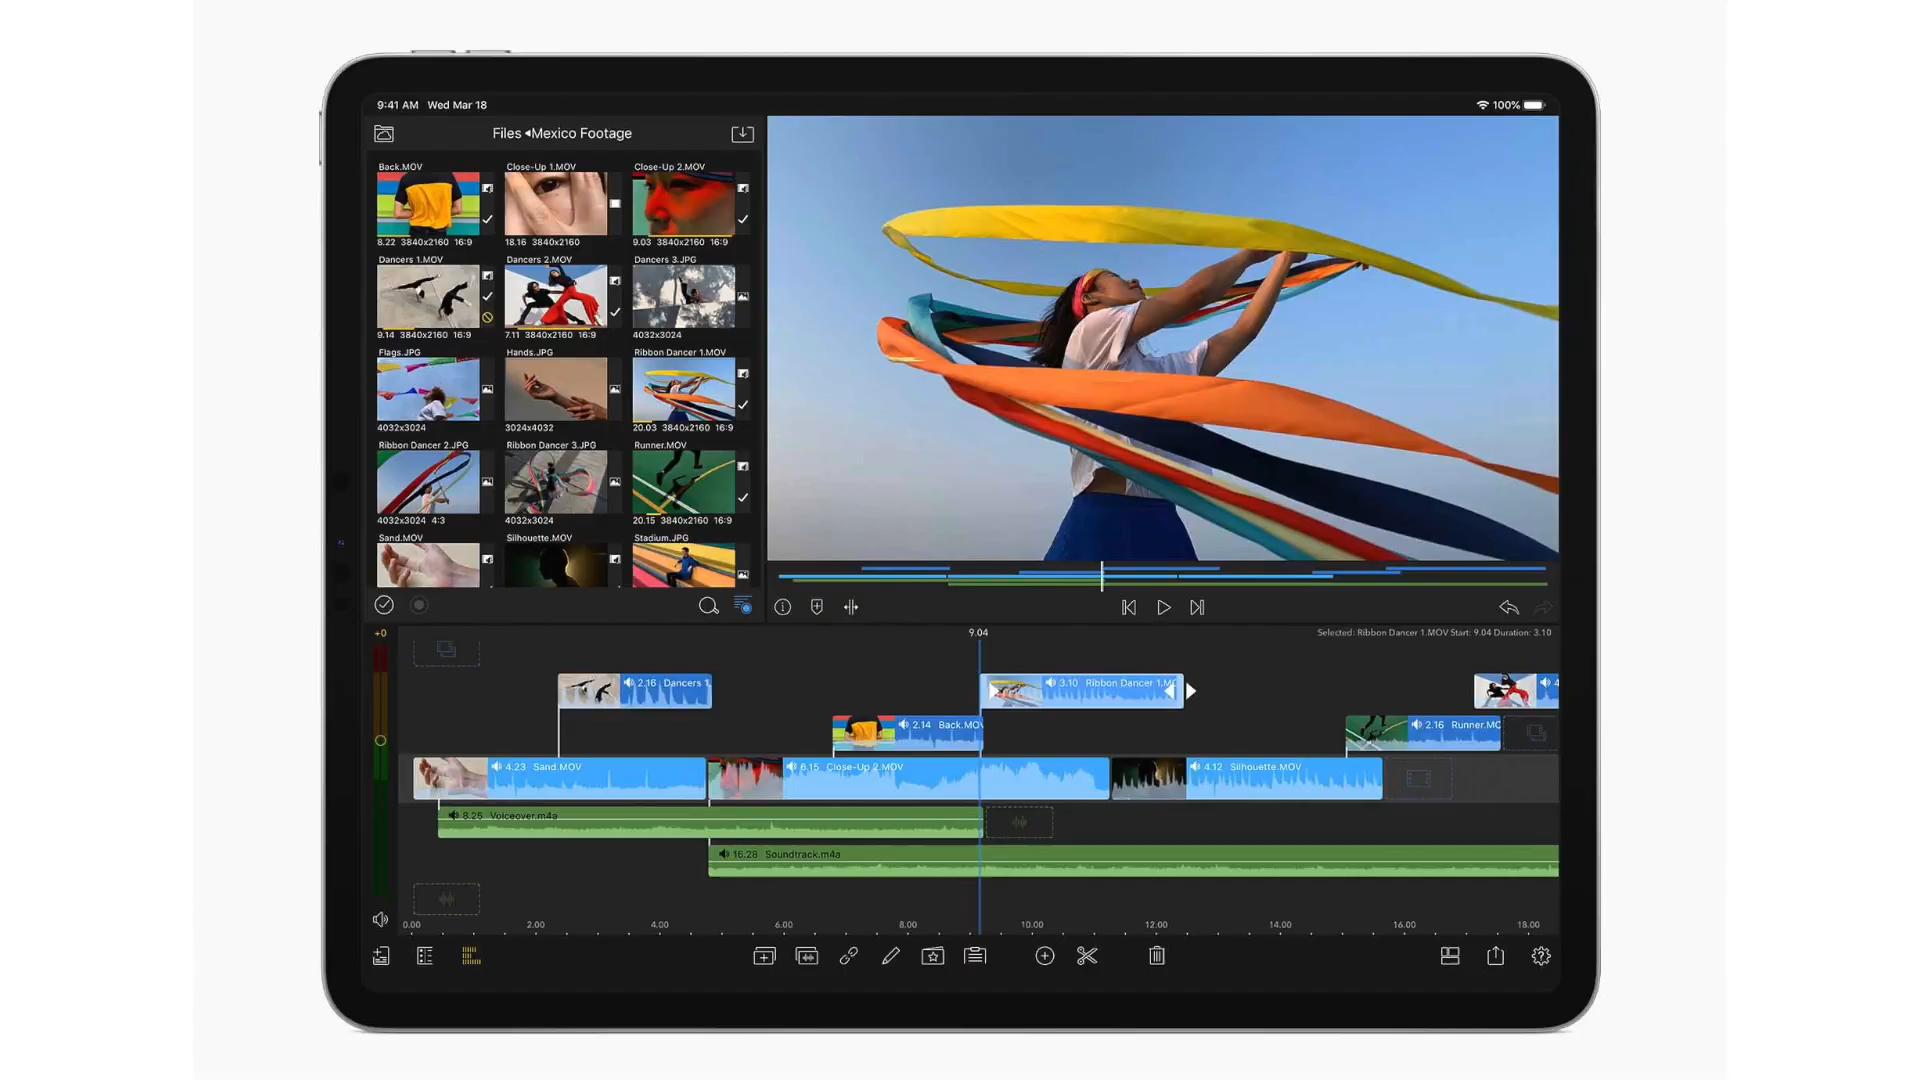 9:41 AM Wed Mar 18
100%
Files ◂Mexico Footage
Back.MOV
Close-Up 1.MOV
Close-Up 2.MOV
8.22 3840x2160 16:9
18.16 3840x2160
9.03 3840x2160 16:9
Dancers 1.MOV
Dancers 2.MOV
Dancers 3.JPG
9.14 3840x2160 16:9
7.11 3840x2160 16:9
4032x3024
Flags.JPG
Hands.JPG
Ribbon Dancer 1.MOV
4032x3024
3024x4032
20.03 3840x2160 16:9
Ribbon Dancer 2.JPG
Ribbon Dancer 3.JPG
Runner.MOV
4032x3024 4:3
4032x3024
20.15 3840x2160 16:9
Sand.MOV
Silhouette.MOV
Stadium.JPG
+0
9.04
Selected: Ribbon Dancer 1.MOV Start: 9.04 Duration: 3.10
2.16 Dancers 1.
3.10 Ribbon Dancer 1.MO
4
2.14 Back.MOV
2.16 Runner.MO
4.23 Sand.MOV
6.15 Close-Up 2.MOV
4.12 Silhouette.MOV
8.25 Voiceover.m4a
16.28 Soundtrack.m4a
0.00 2.00 4.00 6.00 8.00 10.00 12.00 14.00 16.00 18.00